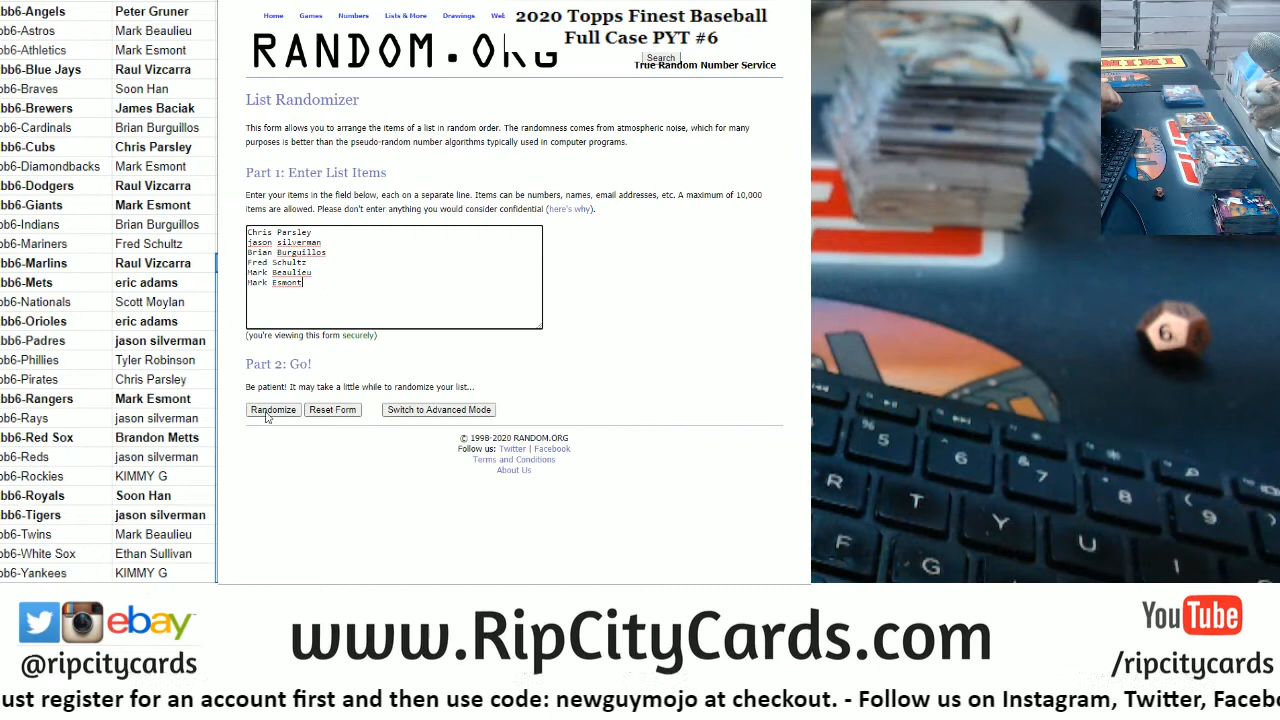 bb6-Angels Peter Gruner
bb6-Astros Mark Beaulieu
bb6-Athletics Mark Esmont
bb6-Blue Jays Raul Vizcarra
bb6-Braves Soon Han
bb6-Brewers James Baciak
bb6-Cardinals Brian Burguillos
bb6-Cubs Chris Parsley
bb6-Diamondbacks Mark Esmont
bb6-Dodgers Raul Vizcarra
bb6-Giants Mark Esmont
bb6-Indians Brian Burguillos
bb6-Mariners Fred Schultz
bb6-Marlins Raul Vizcarra
bb6-Mets eric adams
bb6-Nationals Scott Moylan
bb6-Orioles eric adams
bb6-Padres jason silverman
bb6-Phillies Tyler Robinson
bb6-Pirates Chris Parsley
bb6-Rangers Mark Esmont
bb6-Rays jason silverman
bb6-Red Sox Brandon Metts
bb6-Reds jason silverman
bb6-Rockies KIMMY G
bb6-Royals Soon Han
bb6-Tigers jason silverman
bb6-Twins Mark Beaulieu
bb6-White Sox Ethan Sullivan
bb6-Yankees KIMMY G
Home Games Numbers Lists & More Drawings
2020 Topps Finest Baseball
Full Case PYT #6
RANDOM.ORG
Search
True Random Number Service
List Randomizer
This form allows you to arrange the items of a list in random order. The randomness comes from atmospheric noise, which for many
purposes is better than the pseudo-random number algorithms typically used in computer programs.
Part 1: Enter List Items
Enter your items in the field below, each on a separate line. Items can be numbers, names, email addresses, etc. A maximum of 10,000
items are allowed. Please don't enter anything you would consider confidential (here's why).
Chris Parsley
jason silverman
Brian Burguillos
Fred Schultz
Mark Beaulieu
Mark Esmont
(you're viewing this form securely)
Part 2: Go!
Be patient! It may take a little while to randomize your list...
Randomize Reset Form Switch to Advanced Mode
© 1998-2020 RANDOM.ORG
Follow us: Twitter | Facebook
Terms and Conditions
About Us
6
% 5
6
& 7
* 8
( 9
R T Y U I
F G
ebay
@ripcitycards
www.RipCityCards.com
YouTube
/ripcitycards
ust register for an account first and then use code: newguymojo at checkout. - Follow us on Instagram, Twitter, Faceb